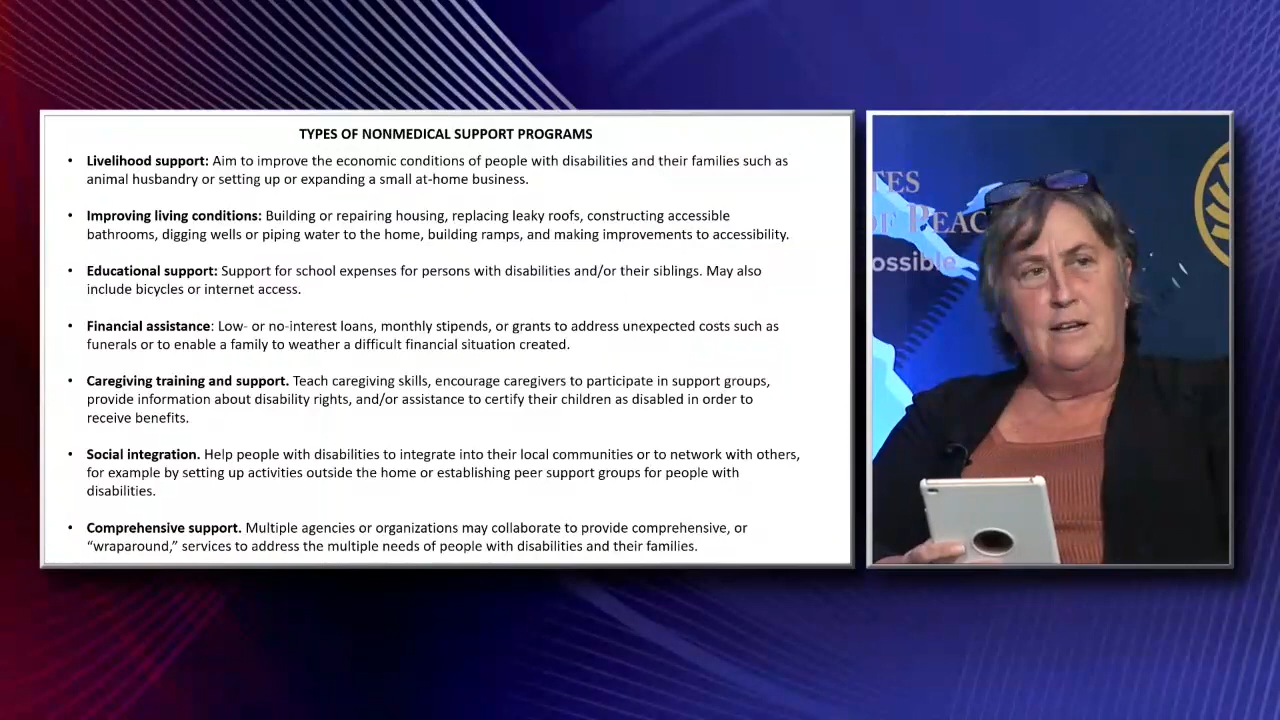 TYPES OF NONMEDICAL SUPPORT PROGRAMS
• Livelihood support: Aim to improve the economic conditions of people with disabilities and their families such as
animal husbandry or setting up or expanding a small at-home business.
• Improving living conditions: Building or repairing housing, replacing leaky roofs, constructing accessible
bathrooms, digging wells or piping water to the home, building ramps, and making improvements to accessibility.
• Educational support: Support for school expenses for persons with disabilities and/or their siblings. May also
include bicycles or internet access.
• Financial assistance: Low- or no-interest loans, monthly stipends, or grants to address unexpected costs such as
funerals or to enable a family to weather a difficult financial situation created.
• Caregiving training and support. Teach caregiving skills, encourage caregivers to participate in support groups,
provide information about disability rights, and/or assistance to certify their children as disabled in order to
receive benefits.
• Social integration. Help people with disabilities to integrate into their local communities or to network with others,
for example by setting up activities outside the home or establishing peer support groups for people with
disabilities.
• Comprehensive support. Multiple agencies or organizations may collaborate to provide comprehensive, or
“wraparound,” services to address the multiple needs of people with disabilities and their families.
TES
OF PEAC
ossible